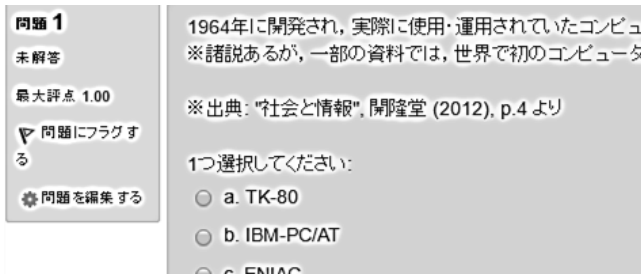 問題 1
未解答
最大評点 1.00
問題にフラグす
る
問題を編集する
1964年に開発され, 実際に使用・運用されていたコンピュ
※諸説あるが, 一部の資料では, 世界で初のコンピュータ
※出典: "社会と情報", 開隆堂 (2012), p.4 より
1つ選択してください:
a. TK-80
b. IBM-PC/AT
c. ENIAC